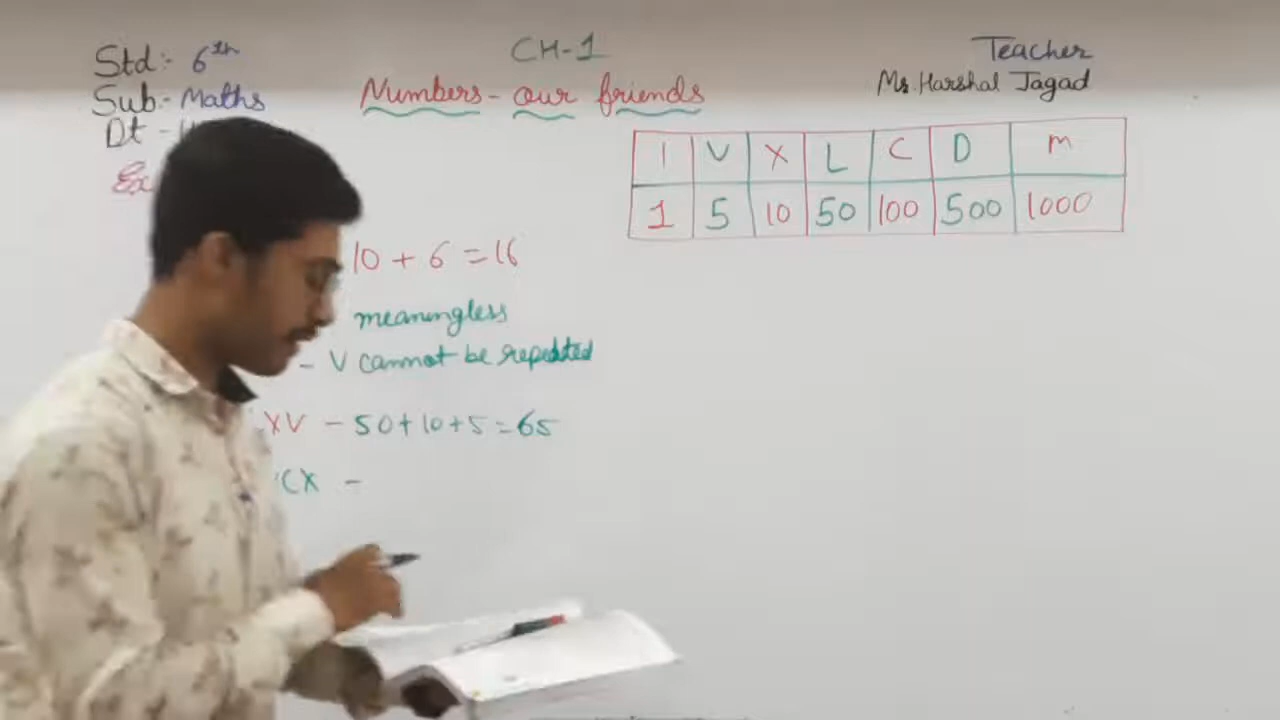 Std:- 6th
CH-1
Teacher
Sub- Maths
Numbers - our friends
Ms. Harshal Jagad
Dt -
Ex
I V X L C D M
1 5 10 50 100 500 1000
10 + 6 = 16
meaningless
- V cannot be repeated
XV - 50+10+5=65
CX -